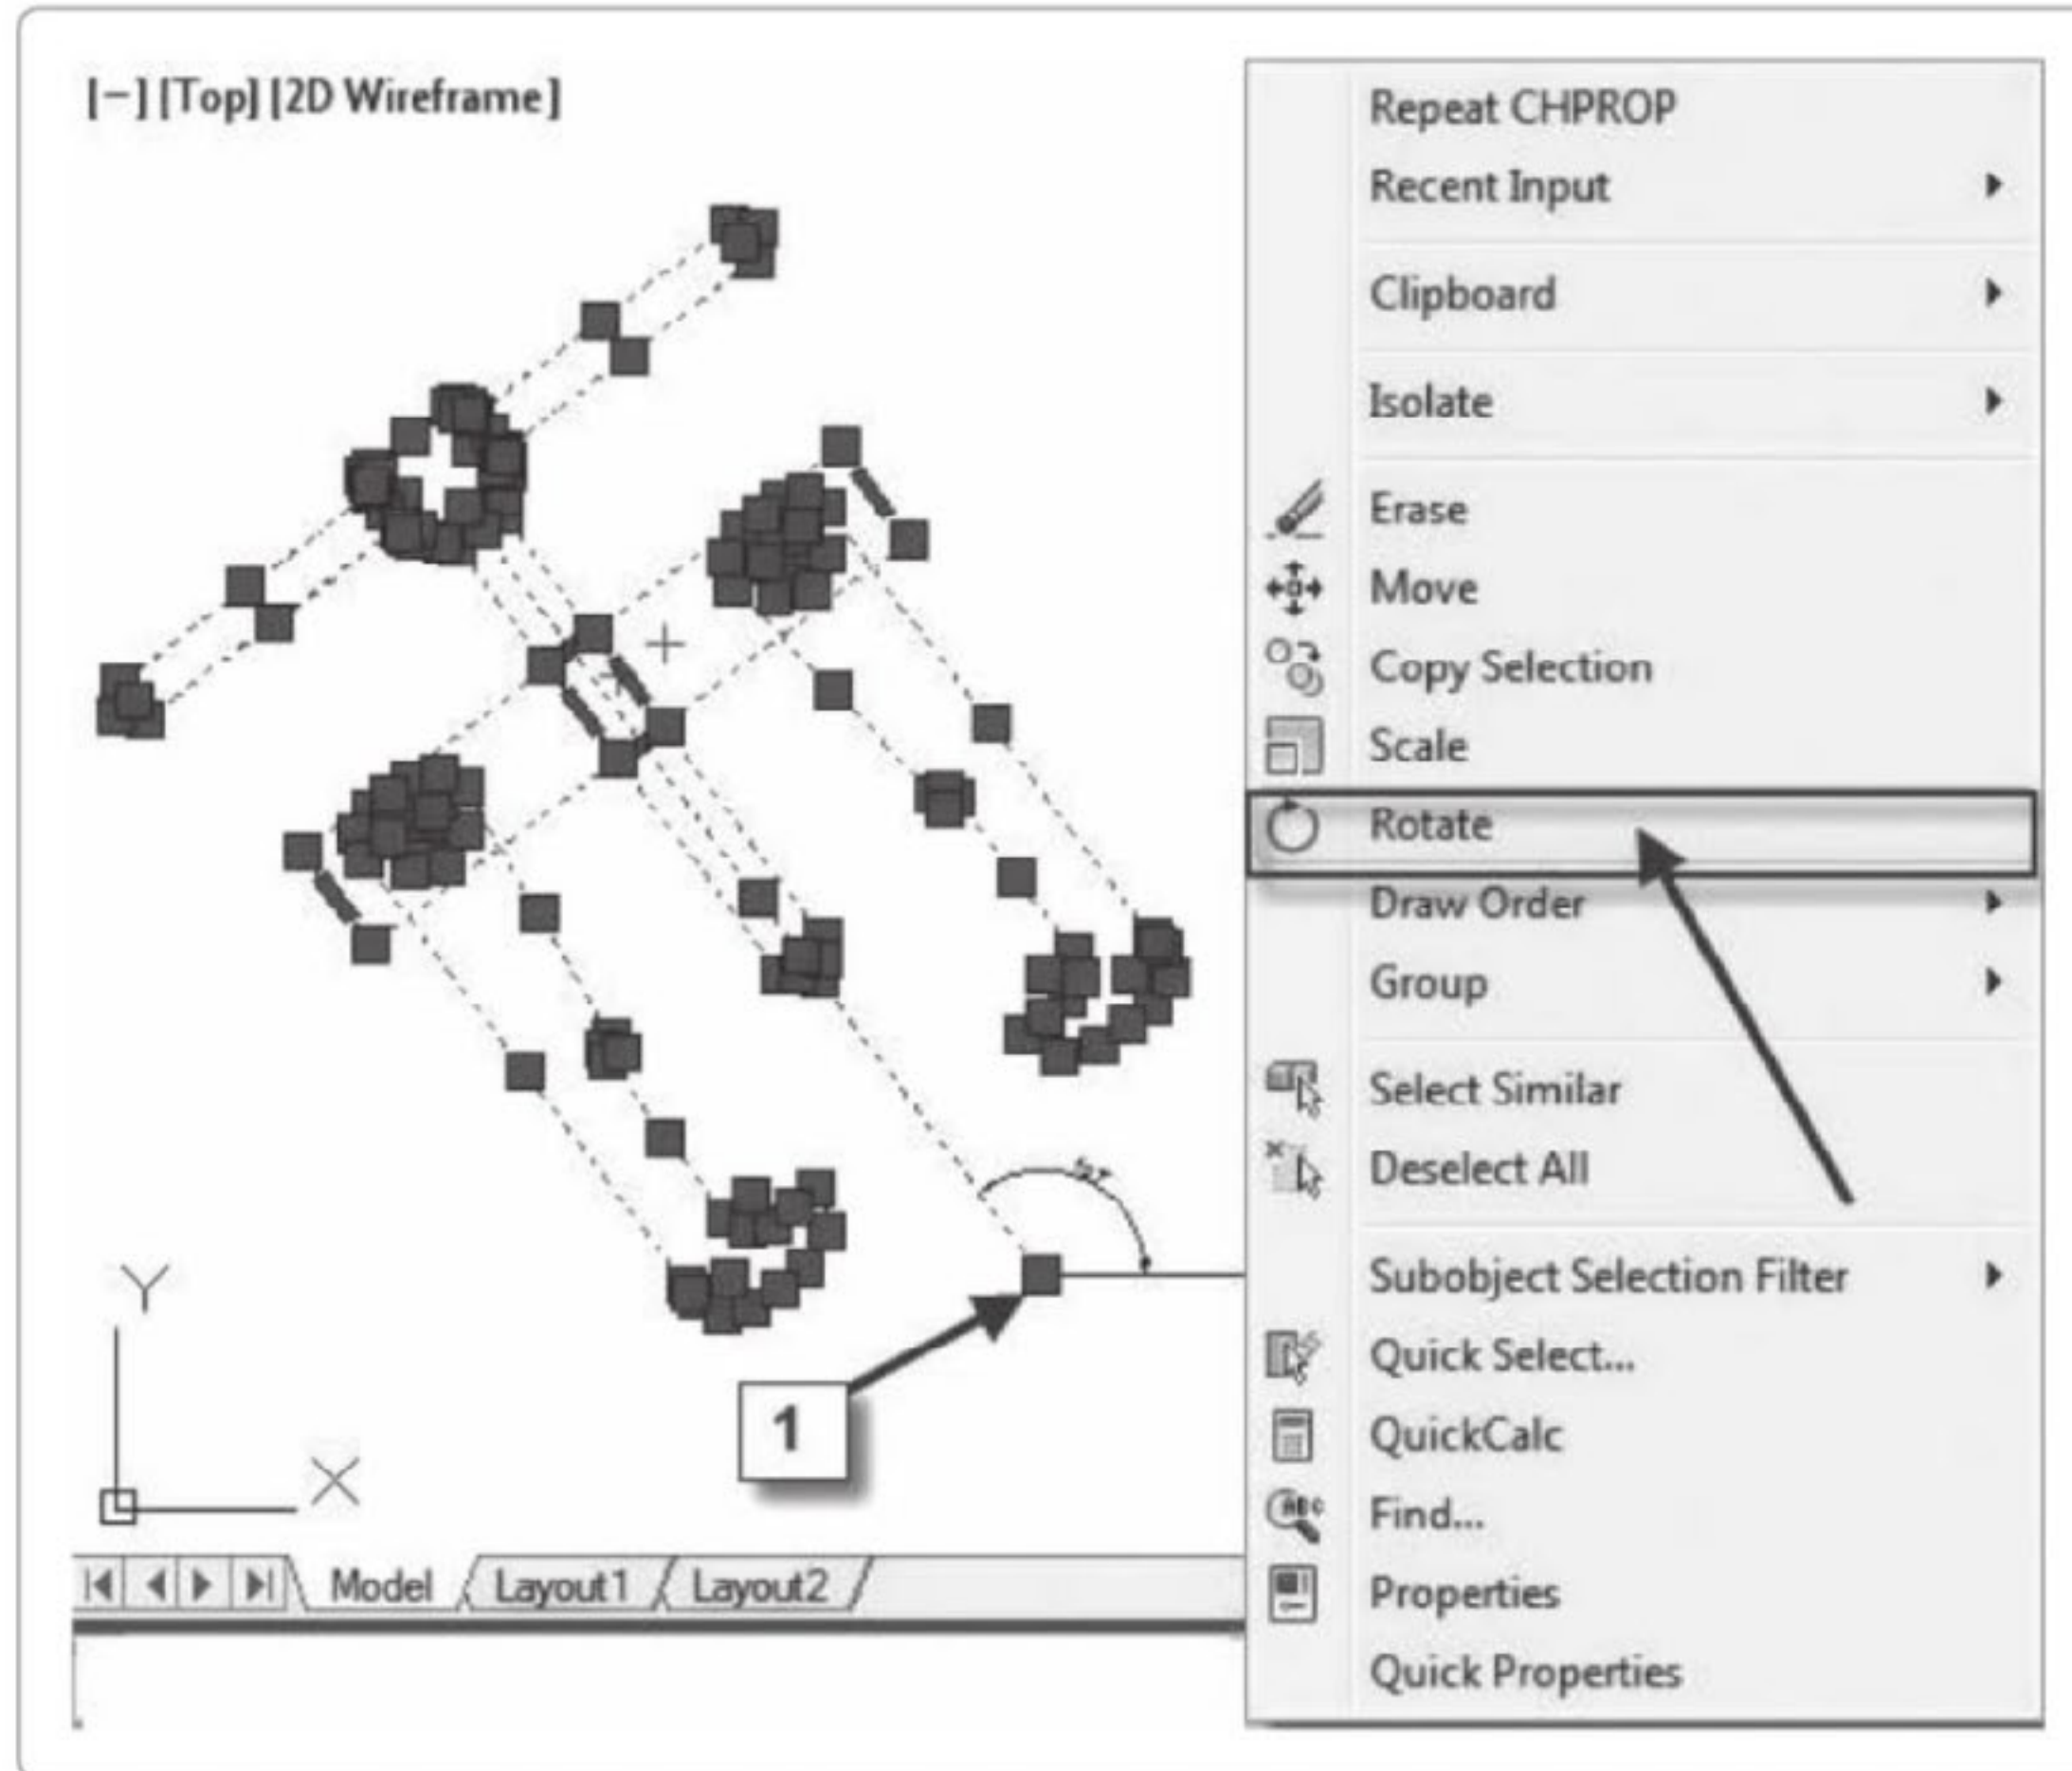 [−] [Top] [2D Wireframe]
Repeat CHPROP
Recent Input
Clipboard
Isolate
Erase
Move
Copy Selection
Scale
Rotate
Draw Order
Group
Select Similar
Deselect All
Subobject Selection Filter
Quick Select...
QuickCalc
Find...
Properties
Quick Properties
1
Y
X
Model
Layout1
Layout2
ABC